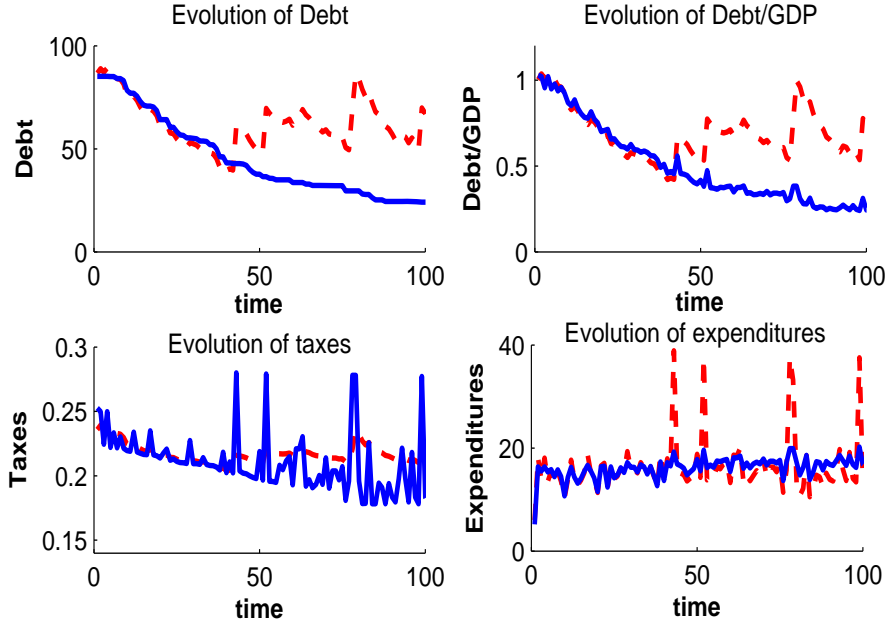 Evolution of Debt
100
50
0
Debt
0 50 100
time
Evolution of Debt/GDP
1
0.5
0
Debt/GDP
0 50 100
time
Evolution of taxes
0.3
0.25
0.2
0.15
Taxes
0 50 100
time
Evolution of expenditures
40
20
0
Expenditures
0 50 100
time